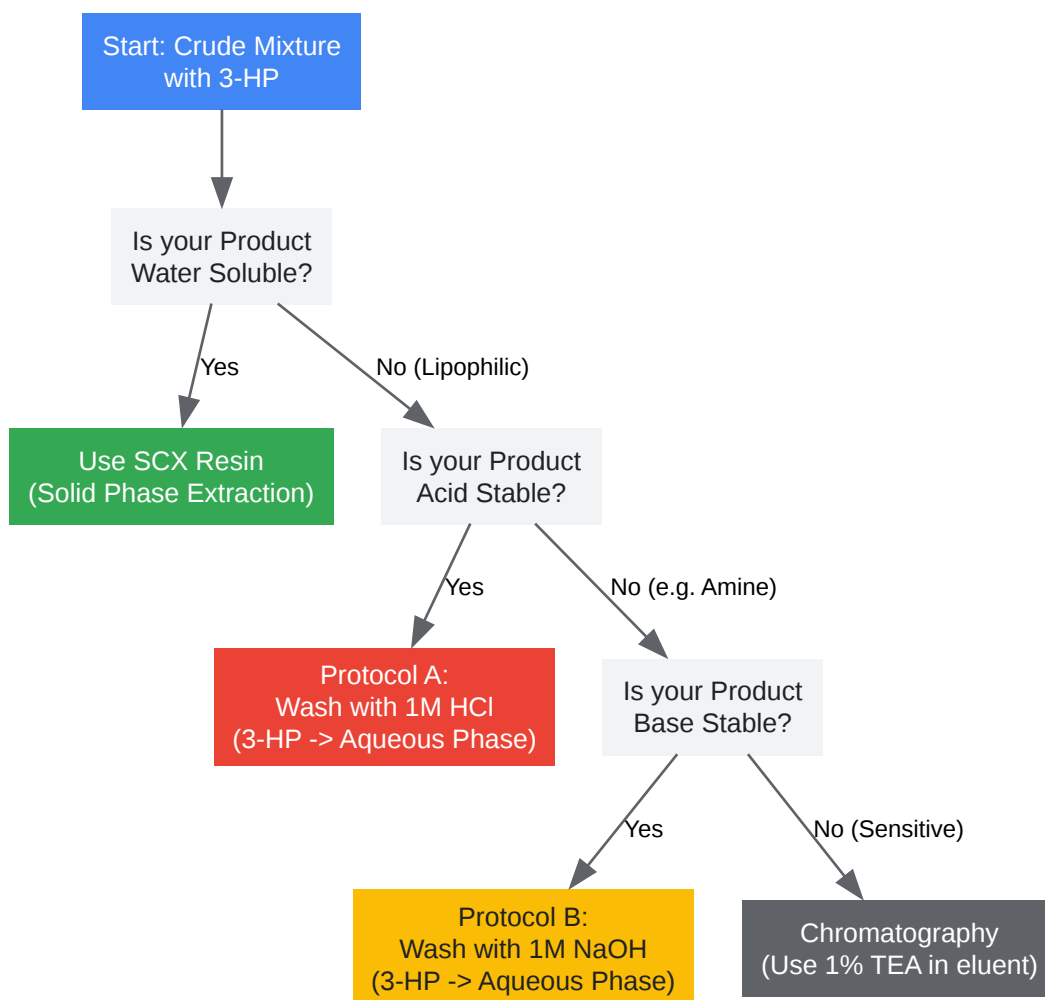 Start: Crude Mixture
with 3-HP
Is your Product
Water Soluble?
Yes
No (Lipophilic)
Use SCX Resin
(Solid Phase Extraction)
Is your Product
Acid Stable?
Yes
No (e.g. Amine)
Protocol A:
Wash with 1M HCl
(3-HP -> Aqueous Phase)
Is your Product
Base Stable?
Yes
No (Sensitive)
Protocol B:
Wash with 1M NaOH
(3-HP -> Aqueous Phase)
Chromatography
(Use 1% TEA in eluent)